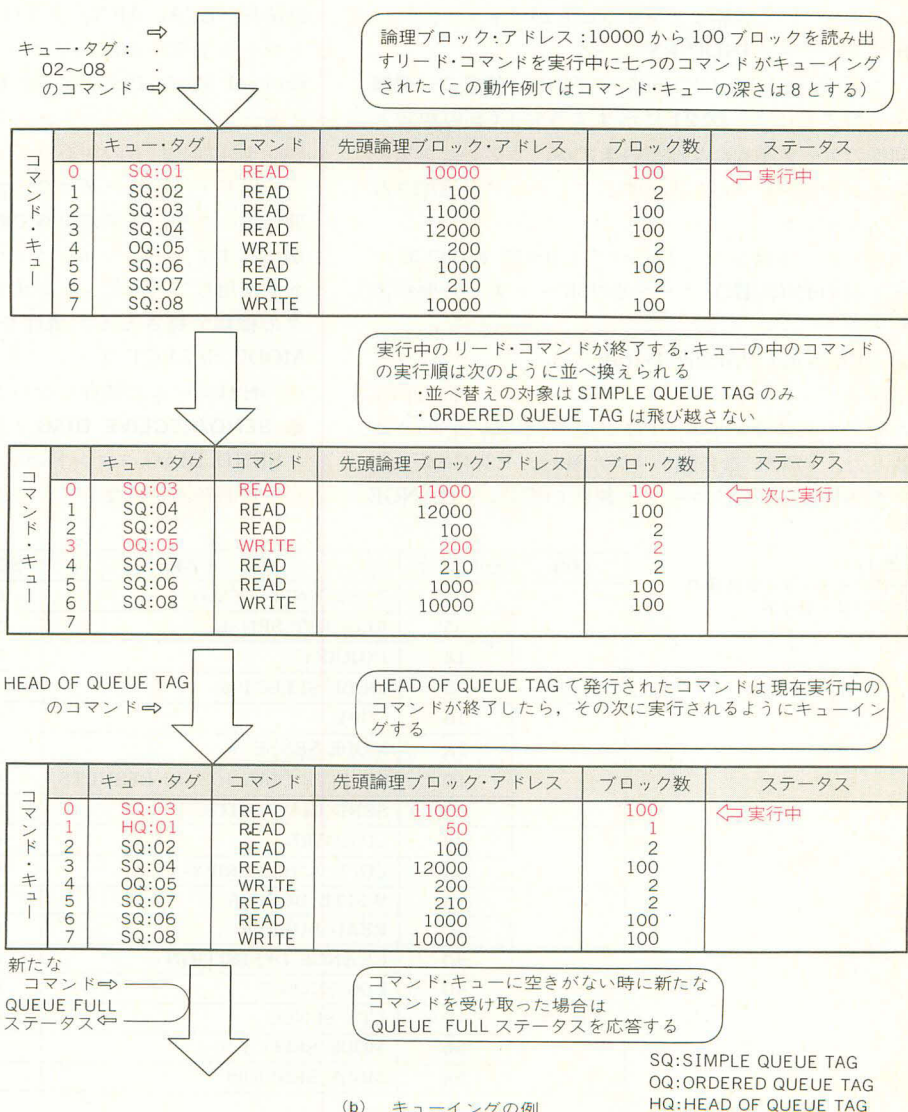 キュー・タグ：
02〜08
のコマンド ⇒
論理ブロック・アドレス：10000 から 100 ブロックを読み出
すリード・コマンドを実行中に七つのコマンド がキューイング
された（この動作例ではコマンド・キューの深さは8とする）
コマンド・キュー
キュー・タグ コマンド 先頭論理ブロック・アドレス ブロック数 ステータス
0 SQ:01 READ 10000 100 ⇦ 実行中
1 SQ:02 READ 100 2
2 SQ:03 READ 11000 100
3 SQ:04 READ 12000 100
4 OQ:05 WRITE 200 2
5 SQ:06 READ 1000 100
6 SQ:07 READ 210 2
7 SQ:08 WRITE 10000 100
実行中のリード・コマンドが終了する．キューの中のコマンド
の実行順は次のように並べ換えられる
・並べ替えの対象は SIMPLE QUEUE TAG のみ
・ORDERED QUEUE TAG は飛び越さない
コマンド・キュー
キュー・タグ コマンド 先頭論理ブロック・アドレス ブロック数 ステータス
0 SQ:03 READ 11000 100 ⇦ 次に実行
1 SQ:04 READ 12000 100
2 SQ:02 READ 100 2
3 OQ:05 WRITE 200 2
4 SQ:07 READ 210 2
5 SQ:06 READ 1000 100
6 SQ:08 WRITE 10000 100
7
HEAD OF QUEUE TAG
のコマンド⇒
HEAD OF QUEUE TAG で発行されたコマンドは現在実行中の
コマンドが終了したら，その次に実行されるようにキューイン
グする
コマンド・キュー
キュー・タグ コマンド 先頭論理ブロック・アドレス ブロック数 ステータス
0 SQ:03 READ 11000 100 ⇦ 実行中
1 HQ:01 READ 50 1
2 SQ:02 READ 100 2
3 SQ:04 READ 12000 100
4 OQ:05 WRITE 200 2
5 SQ:07 READ 210 2
6 SQ:06 READ 1000 100
7 SQ:08 WRITE 10000 100
新たな
コマンド⇒
QUEUE FULL
ステータス⇦
コマンド・キューに空きがない時に新たな
コマンドを受け取った場合は
QUEUE FULL ステータスを応答する
SQ:SIMPLE QUEUE TAG
OQ:ORDERED QUEUE TAG
HQ:HEAD OF QUEUE TAG
(b) キューイングの例